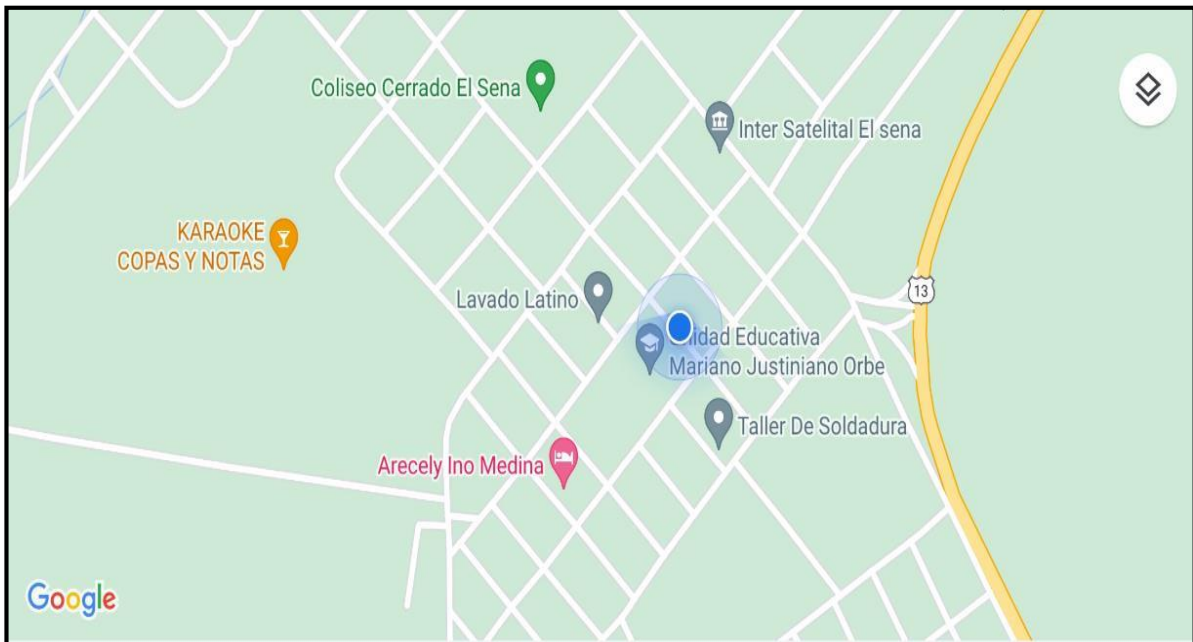 Coliseo Cerrado El Sena
Inter Satelital El sena
KARAOKE
COPAS Y NOTAS
13
Lavado Latino
Unidad Educativa
Mariano Justiniano Orbe
Taller De Soldadura
Arecely Ino Medina
Google